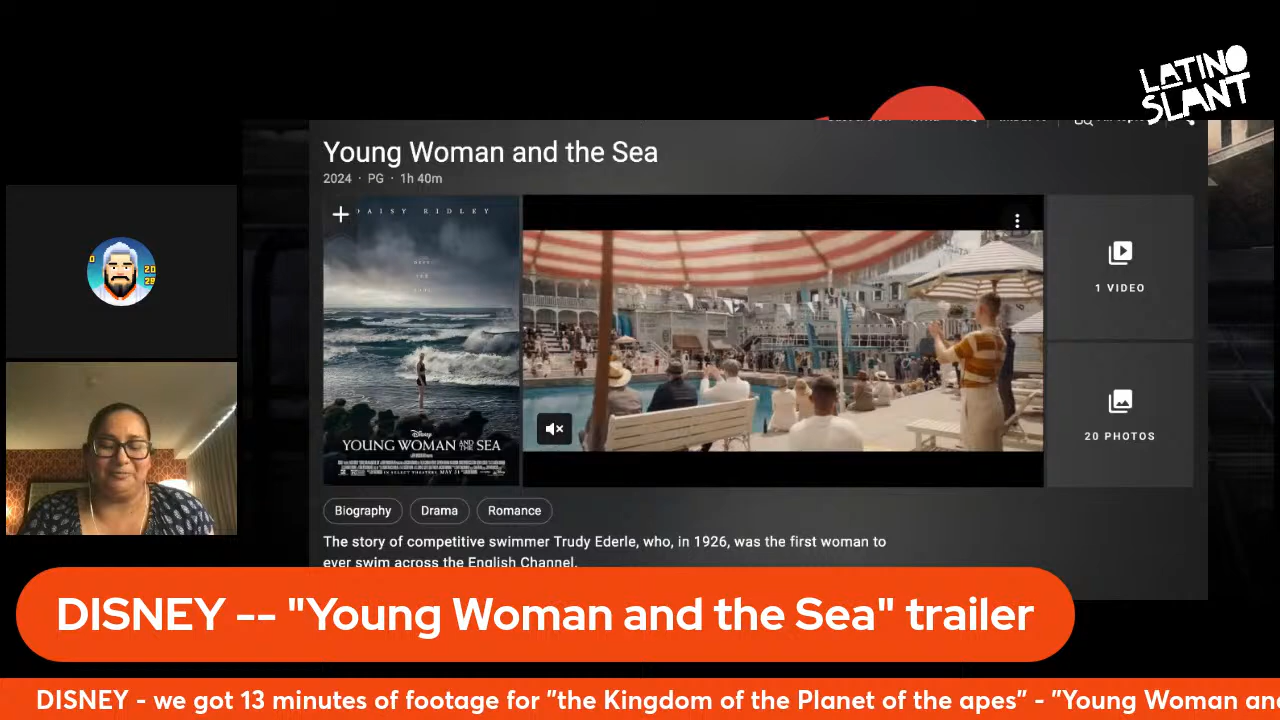 LATINO
SLANT
Young Woman and the Sea
2024 · PG · 1h 40m
DAISY RIDLEY
1 VIDEO
20 PHOTOS
Disney
YOUNG WOMAN AND THE SEA
Biography
Drama
Romance
The story of competitive swimmer Trudy Ederle, who, in 1926, was the first woman to
ever swim across the English Channel.
DISNEY -- "Young Woman and the Sea" trailer
DISNEY - we got 13 minutes of footage for "the Kingdom of the Planet of the apes" - "Young Woman and